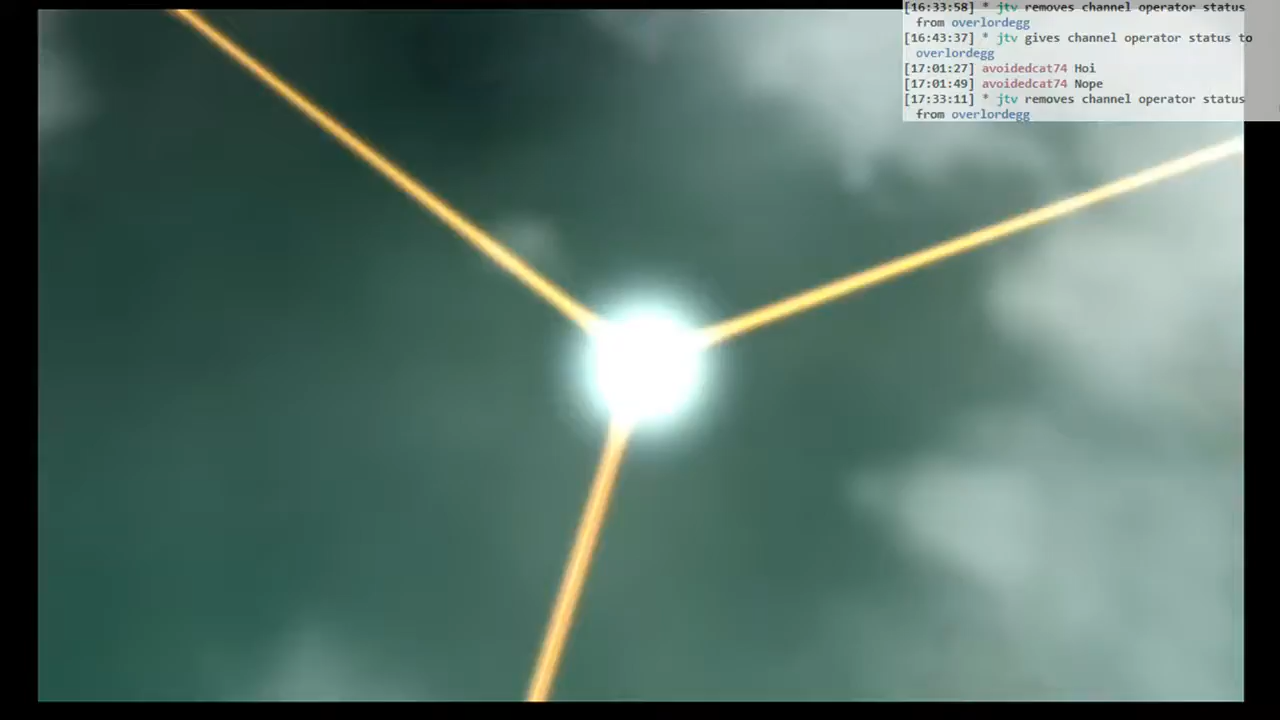 [16:33:58] * jtv removes channel operator status
from overlordegg
[16:43:37] * jtv gives channel operator status to
overlordegg
[17:01:27] avoidedcat74 Hoi
[17:01:49] avoidedcat74 Nope
[17:33:11] * jtv removes channel operator status
from overlordegg